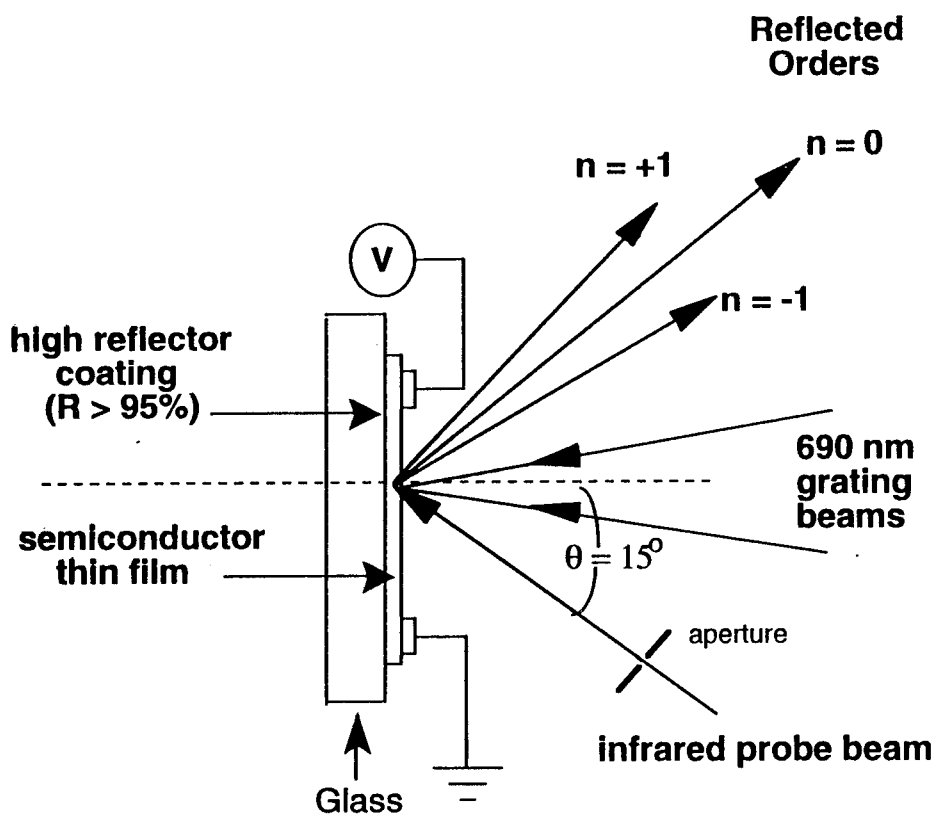 Reflected
Orders
n = 0
n = +1
V
n = -1
high reflector
coating
(R > 95%)
690 nm
grating
beams
semiconductor
thin film
θ = 15°
aperture
infrared probe beam
Glass